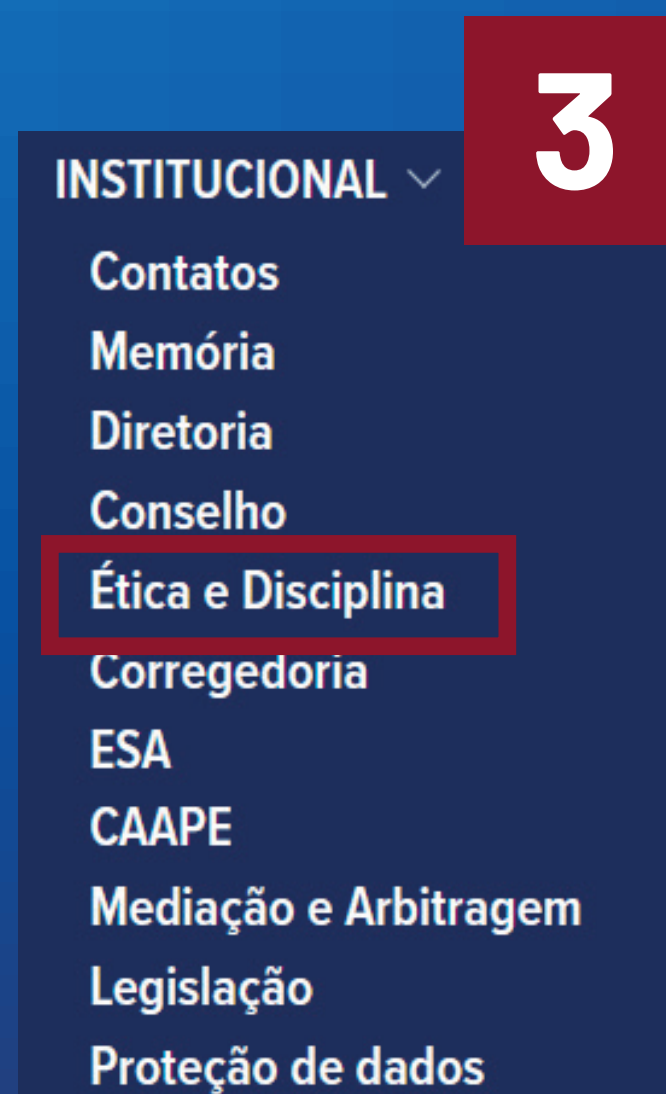 3
INSTITUCIONAL
Contatos
Memória
Diretoria
Conselho
Ética e Disciplina
Corregedoria
ESA
CAAPE
Mediação e Arbitragem
Legislação
Proteção de dados